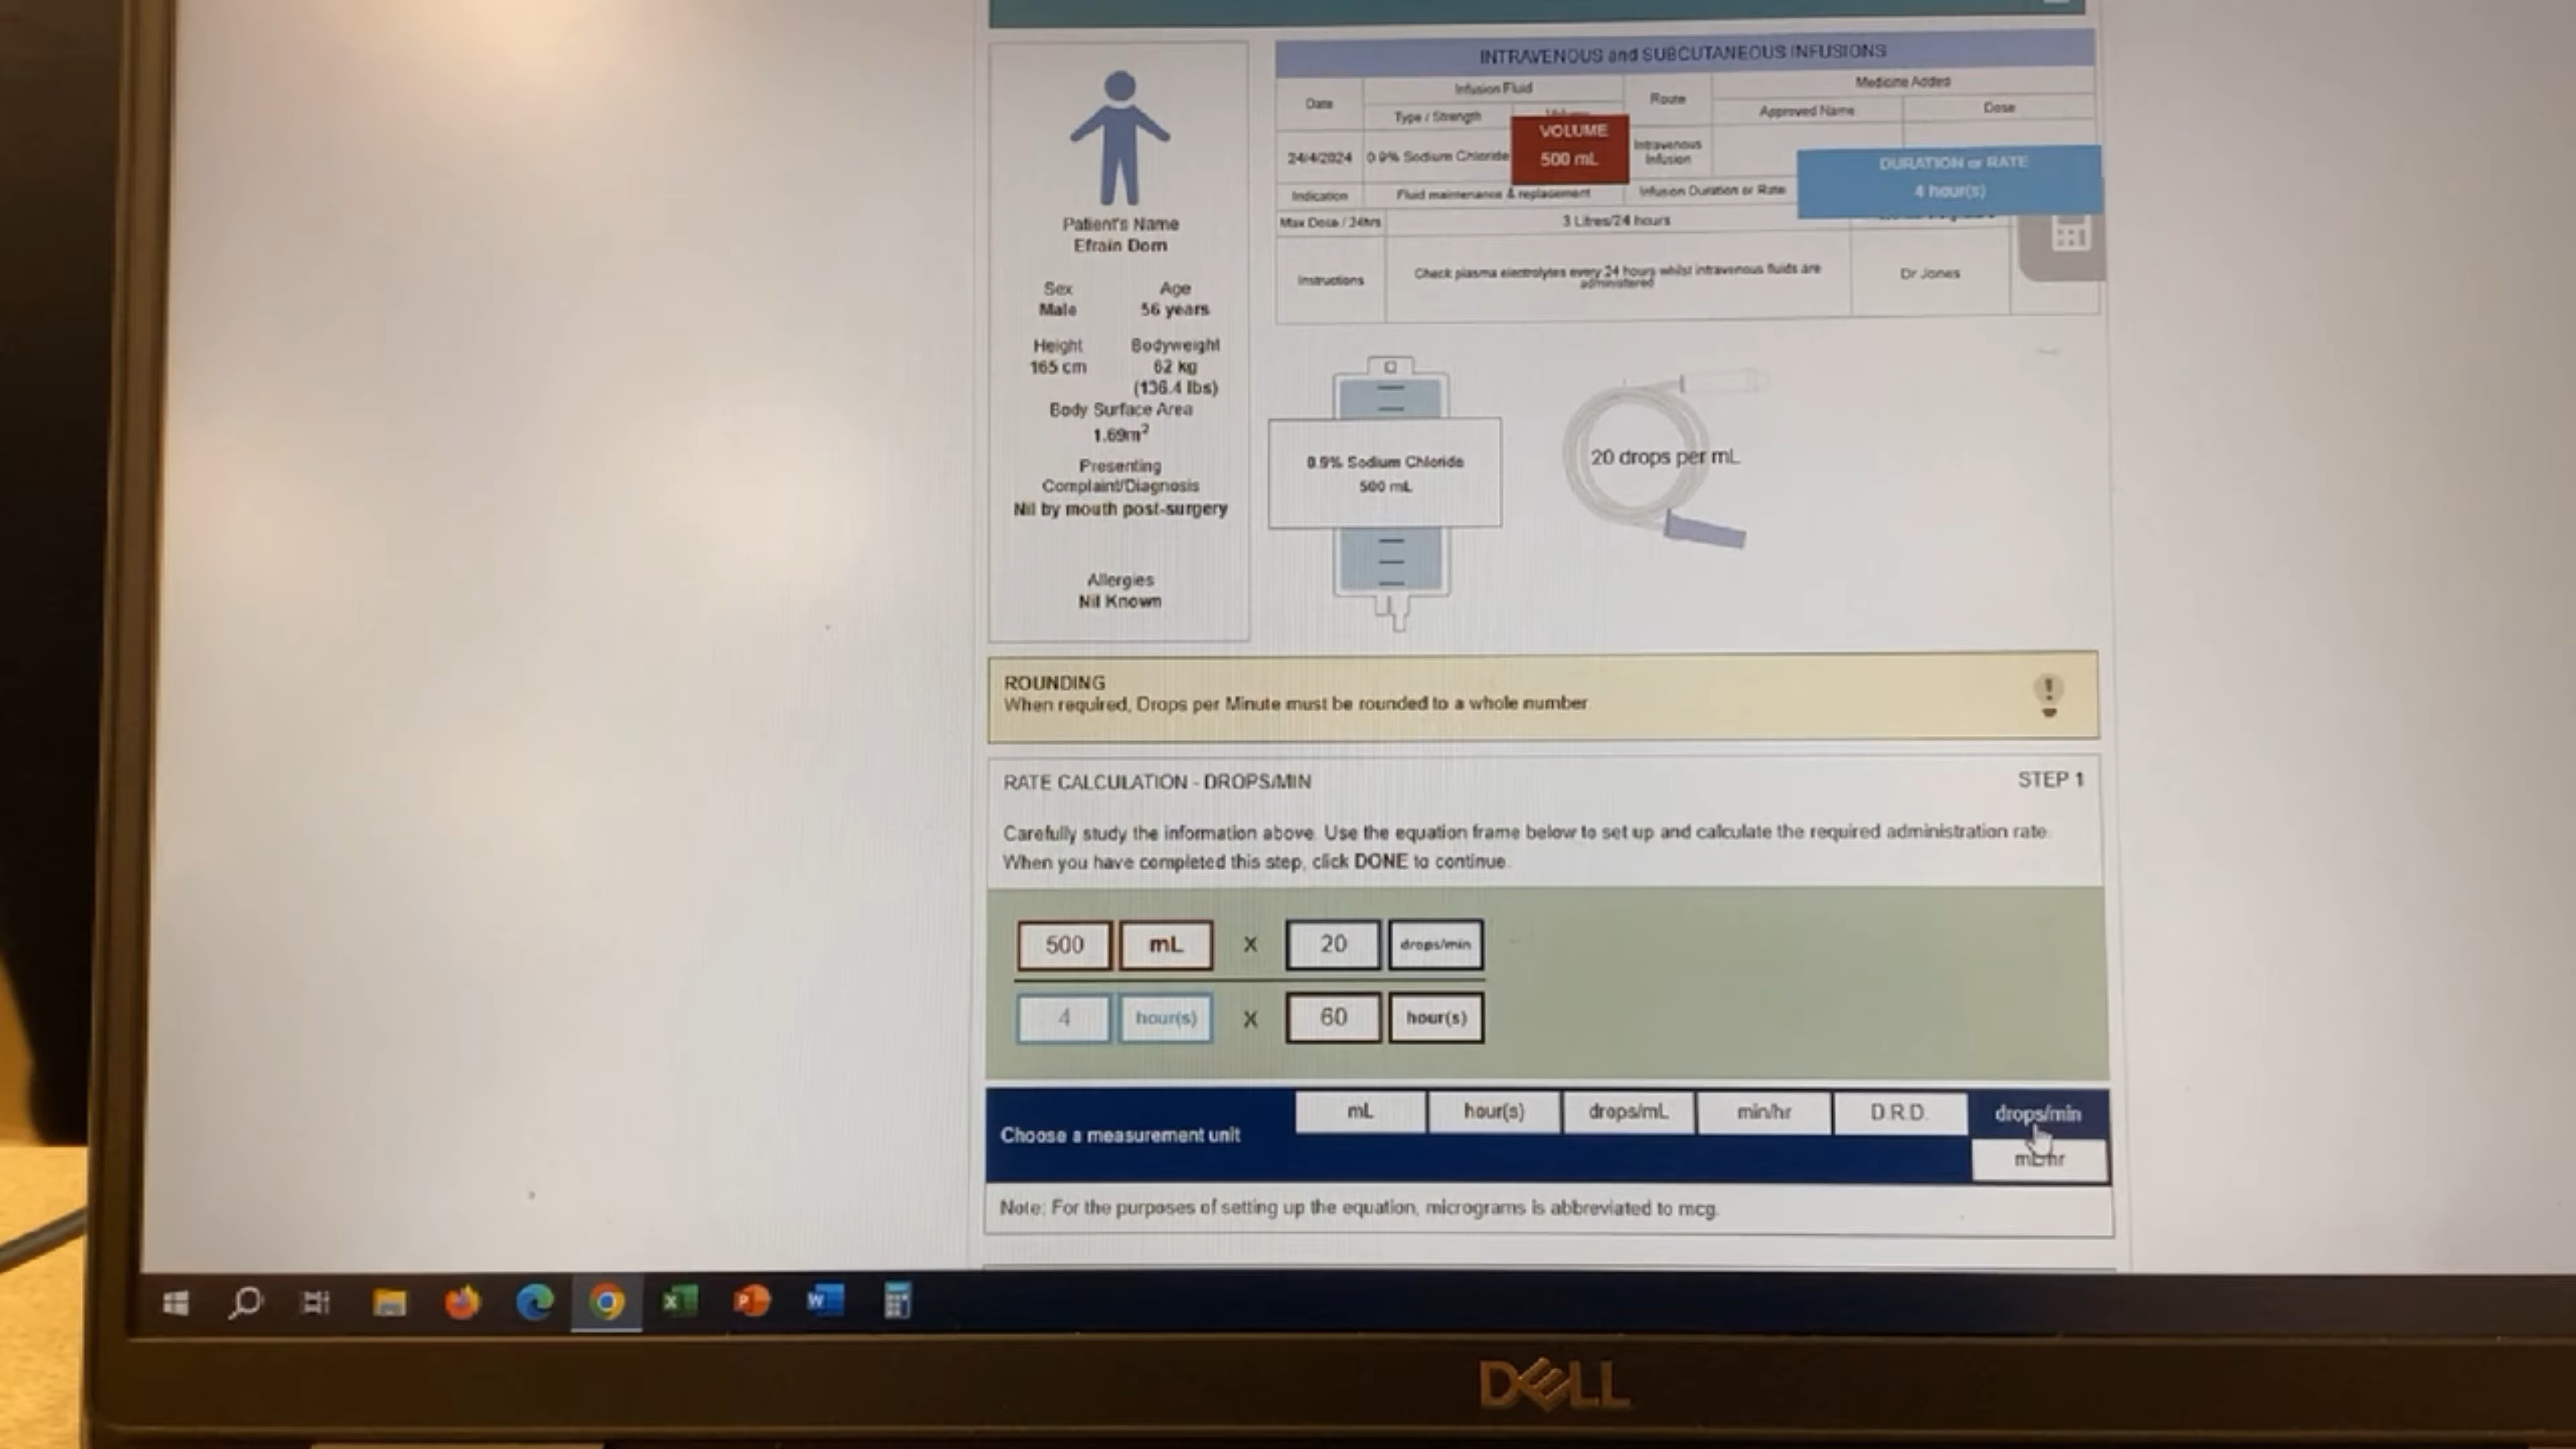 INTRAVENOUS and SUBCUTANEOUS INFUSIONS
Date
Infusion Fluid
Route
Medicine Added
Type / Strength
Approved Name
Dose
VOLUME
500 mL
24/4/2024
0.9% Sodium Chloride
Intravenous
Infusion
DURATION or RATE
4 hour(s)
Indication
Fluid maintenance & replacement
Infusion Duration or Rate
Max Dose / 24hrs
3 Litres/24 hours
Instructions
Check plasma electrolytes every 24 hours whilst intravenous fluids are
administered
Dr Jones
Patient's Name
Efrain Dom
Sex
Male
Age
56 years
Height
165 cm
Bodyweight
62 kg
(136.4 lbs)
Body Surface Area
1.69m²
Presenting
Complaint/Diagnosis
Nil by mouth post-surgery
Allergies
Nil Known
0.9% Sodium Chloride
500 mL
20 drops per mL
ROUNDING
When required, Drops per Minute must be rounded to a whole number
RATE CALCULATION - DROPS/MIN
STEP 1
Carefully study the information above. Use the equation frame below to set up and calculate the required administration rate.
When you have completed this step, click DONE to continue.
500 mL X 20 drops/min
4 hour(s) X 60 hour(s)
Choose a measurement unit
mL hour(s) drops/mL min/hr D.R.D. drops/min
mL/hr
Note: For the purposes of setting up the equation, micrograms is abbreviated to mcg.
DELL